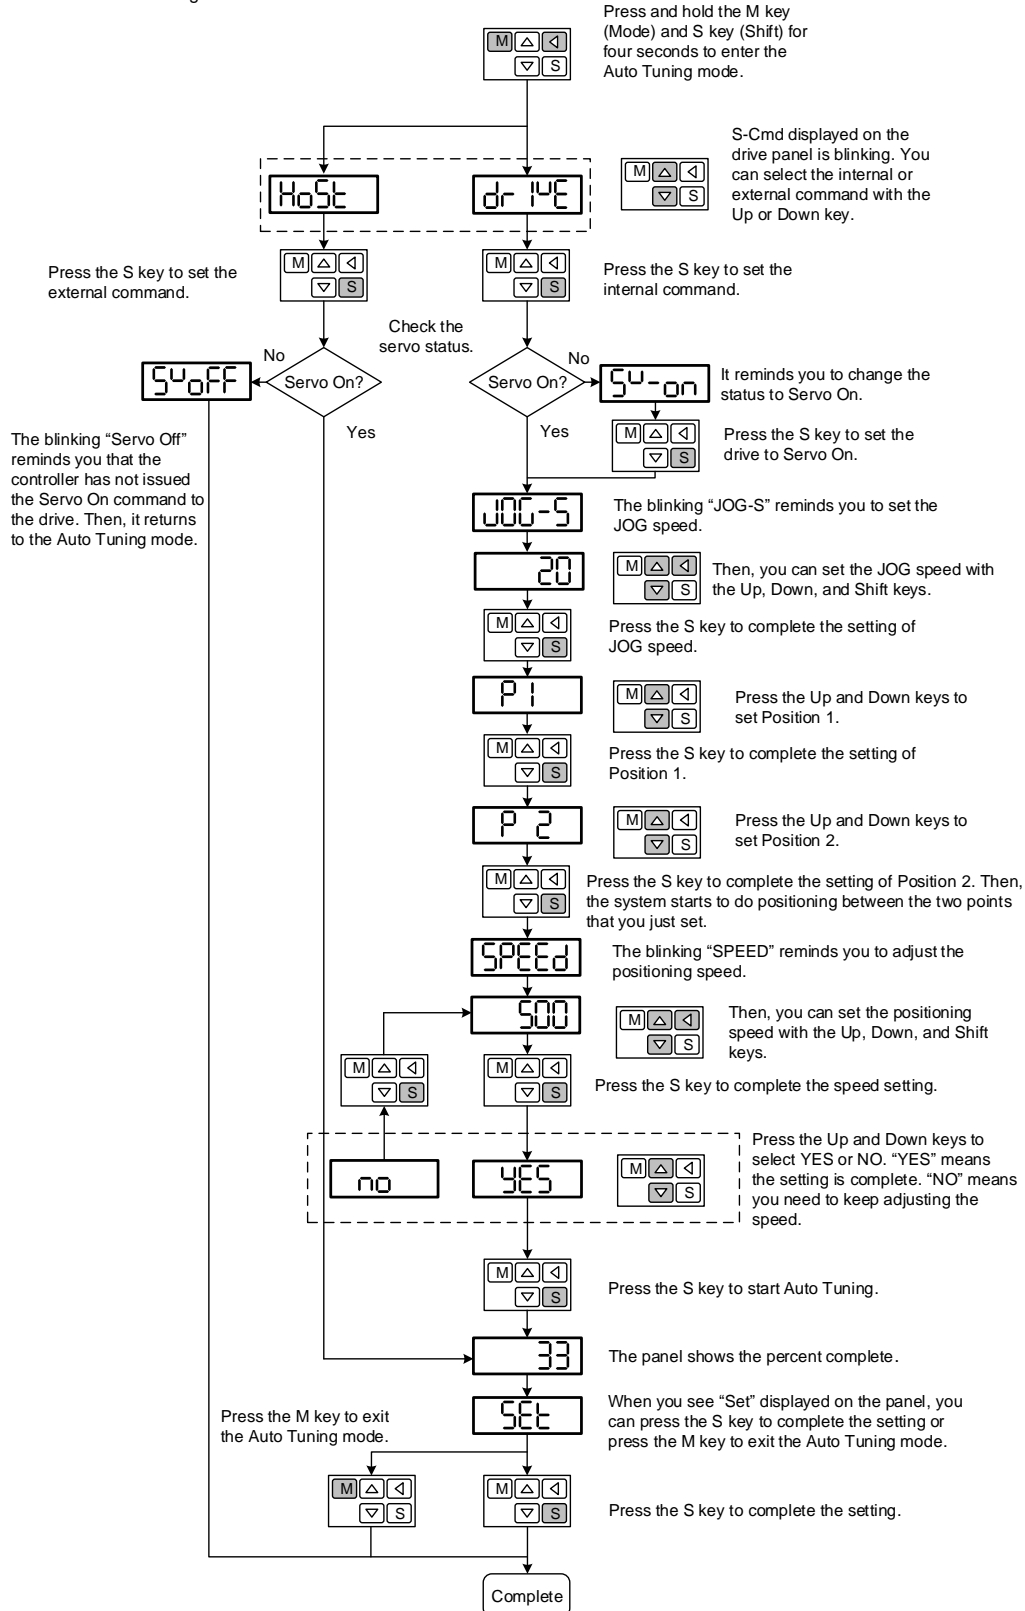 Press and hold the M key
(Mode) and S key (Shift) for
four seconds to enter the
Auto Tuning mode.
M
S
S-Cmd displayed on the
drive panel is blinking. You
can select the internal or
external command with the
Up or Down key.
M
S
HoSt
drIvE
Press the S key to set the
external command.
M
S
M
S
Press the S key to set the
internal command.
Check the
servo status.
No
Servo On?
Yes
SvoFF
No
Servo On?
Yes
Sv-on
It reminds you to change the
status to Servo On.
M
S
Press the S key to set the
drive to Servo On.
The blinking “Servo Off”
reminds you that the
controller has not issued
the Servo On command to
the drive. Then, it returns
to the Auto Tuning mode.
JOG-S
The blinking “JOG-S” reminds you to set the
JOG speed.
20
M
S
Then, you can set the JOG speed with
the Up, Down, and Shift keys.
M
S
Press the S key to complete the setting of
JOG speed.
P1
M
S
Press the Up and Down keys to
set Position 1.
M
S
Press the S key to complete the setting of
Position 1.
P 2
M
S
Press the Up and Down keys to
set Position 2.
M
S
Press the S key to complete the setting of Position 2. Then,
the system starts to do positioning between the two points
that you just set.
SPEEd
The blinking “SPEED” reminds you to adjust the
positioning speed.
500
M
S
Then, you can set the positioning
speed with the Up, Down, and Shift
keys.
M
S
M
S
Press the S key to complete the speed setting.
no
YES
M
S
Press the Up and Down keys to
select YES or NO. “YES” means
the setting is complete. “NO” means
you need to keep adjusting the
speed.
M
S
Press the S key to start Auto Tuning.
33
The panel shows the percent complete.
SEt
When you see “Set” displayed on the panel, you
can press the S key to complete the setting or
press the M key to exit the Auto Tuning mode.
Press the M key to exit
the Auto Tuning mode.
M
S
M
S
Press the S key to complete the setting.
Complete